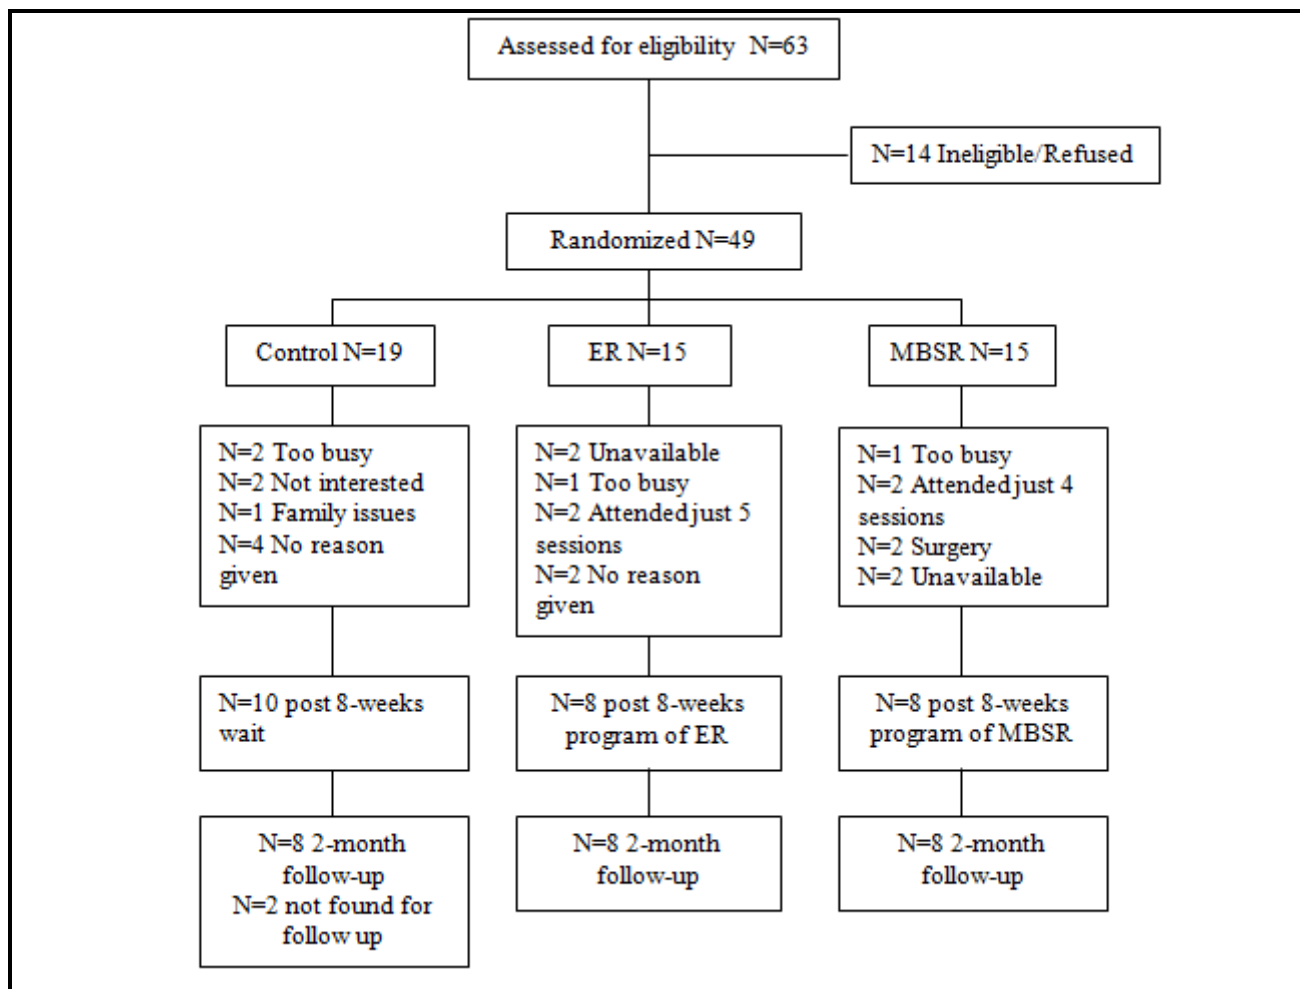 Assessed for eligibility N=63
N=14 Ineligible/Refused
Randomized N=49
Control N=19
ER N=15
MBSR N=15
N=2 Too busy
N=2 Not interested
N=1 Family issues
N=4 No reason
given
N=2 Unavailable
N=1 Too busy
N=2 Attended just 5
sessions
N=2 No reason
given
N=1 Too busy
N=2 Attended just 4
sessions
N=2 Surgery
N=2 Unavailable
N=10 post 8-weeks
wait
N=8 post 8-weeks
program of ER
N=8 post 8-weeks
program of MBSR
N=8 2-month
follow-up
N=2 not found for
follow up
N=8 2-month
follow-up
N=8 2-month
follow-up